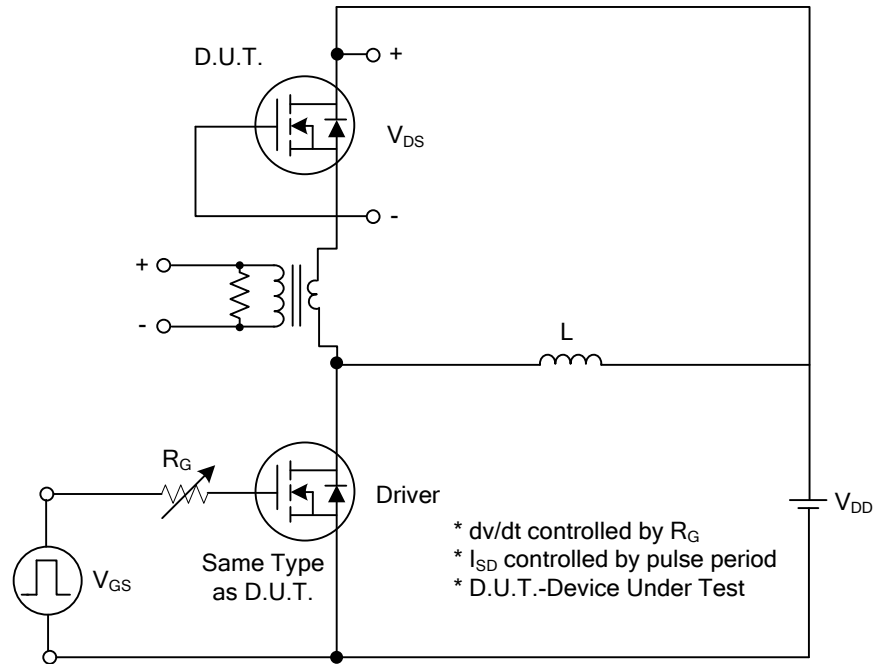 D.U.T.
+
V_DS
-
+
-
L
R_G
Driver
V_GS
Same Type
as D.U.T.
V_DD
* dv/dt controlled by R_G
* I_SD controlled by pulse period
* D.U.T.-Device Under Test